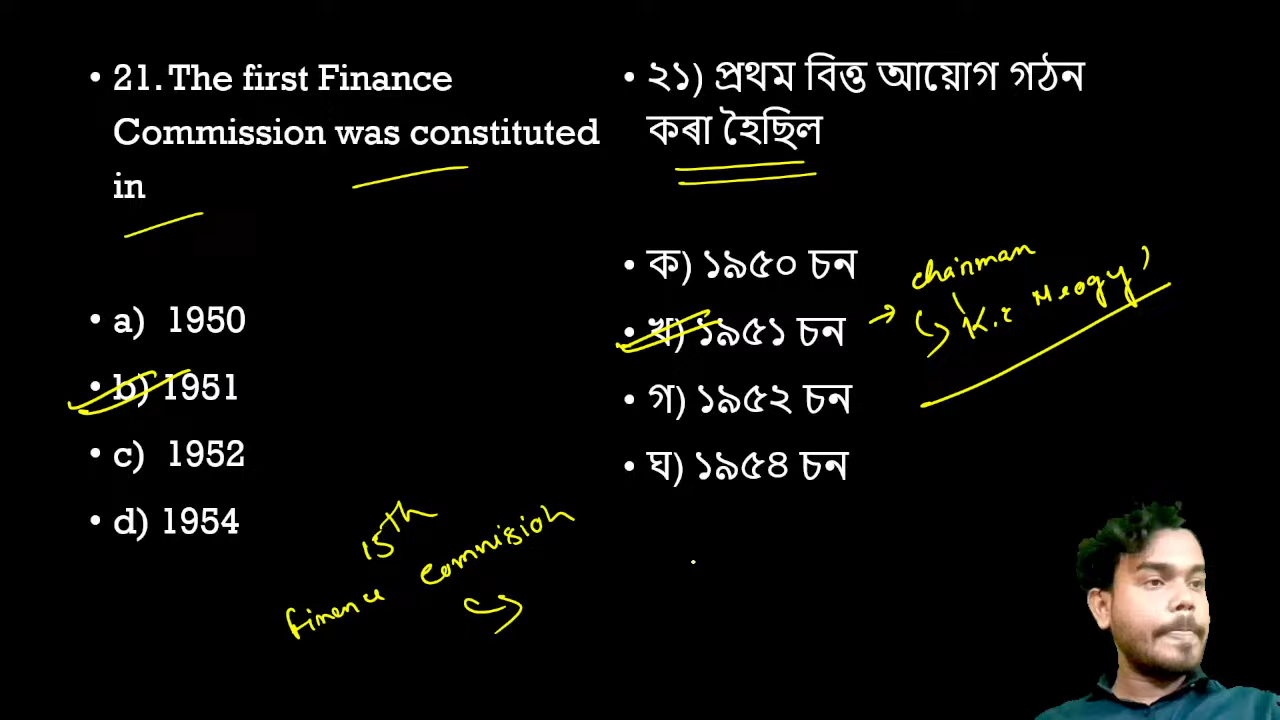 • 21. The first Finance
Commission was constituted
in
• a) 1950
• b) 1951
• c) 1952
• d) 1954
• ২১) প্ৰথম বিত্ত আয়োগ গঠন
কৰা হৈছিল
• ক) ১৯৫০ চন
• খ) ১৯৫১ চন
• গ) ১৯৫২ চন
• ঘ) ১৯৫৪ চন
chairman
K.C Neogy
15th
Finance commision